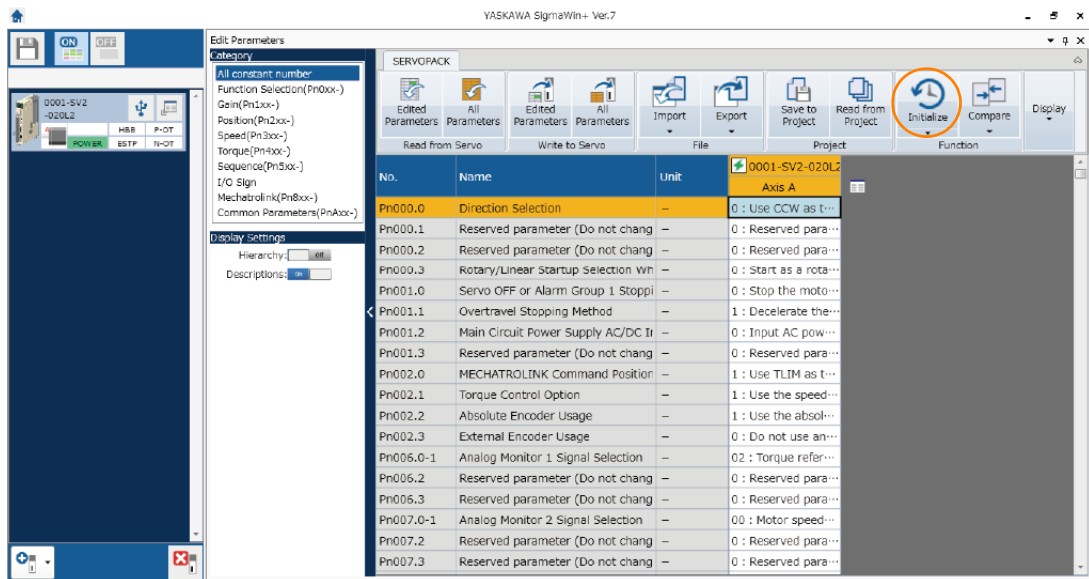 YASKAWA SigmaWin+ Ver.7
ON
OFF
0001-SV2
-020L2
HBB P-OT
POWER ESTP N-OT
Edit Parameters
Category
All constant number
Function Selection(Pn0xx-)
Gain(Pn1xx-)
Position(Pn2xx-)
Speed(Pn3xx-)
Torque(Pn4xx-)
Sequence(Pn5xx-)
I/O Sign
Mechatrolink(Pn8xx-)
Common Parameters(PnAxx-)
Display Settings
Hierarchy: Off
Descriptions: ON
SERVOPACK
Edited Parameters
All Parameters
Read from Servo
Edited Parameters
All Parameters
Write to Servo
Import
Export
File
Save to Project
Read from Project
Project
Initialize
Compare
Function
Display
No. Name Unit 0001-SV2-020L2
Axis A
Pn000.0 Direction Selection – 0 : Use CCW as t···
Pn000.1 Reserved parameter (Do not chang – 0 : Reserved para···
Pn000.2 Reserved parameter (Do not chang – 0 : Reserved para···
Pn000.3 Rotary/Linear Startup Selection Wh – 0 : Start as a rota···
Pn001.0 Servo OFF or Alarm Group 1 Stoppi – 0 : Stop the moto···
Pn001.1 Overtravel Stopping Method – 1 : Decelerate the···
Pn001.2 Main Circuit Power Supply AC/DC Ir – 0 : Input AC pow···
Pn001.3 Reserved parameter (Do not chang – 0 : Reserved para···
Pn002.0 MECHATROLINK Command Position – 1 : Use TLIM as t···
Pn002.1 Torque Control Option – 1 : Use the speed···
Pn002.2 Absolute Encoder Usage – 1 : Use the absol···
Pn002.3 External Encoder Usage – 0 : Do not use an···
Pn006.0-1 Analog Monitor 1 Signal Selection – 02 : Torque refer···
Pn006.2 Reserved parameter (Do not chang – 0 : Reserved para···
Pn006.3 Reserved parameter (Do not chang – 0 : Reserved para···
Pn007.0-1 Analog Monitor 2 Signal Selection – 00 : Motor speed···
Pn007.2 Reserved parameter (Do not chang – 0 : Reserved para···
Pn007.3 Reserved parameter (Do not chang – 0 : Reserved para···